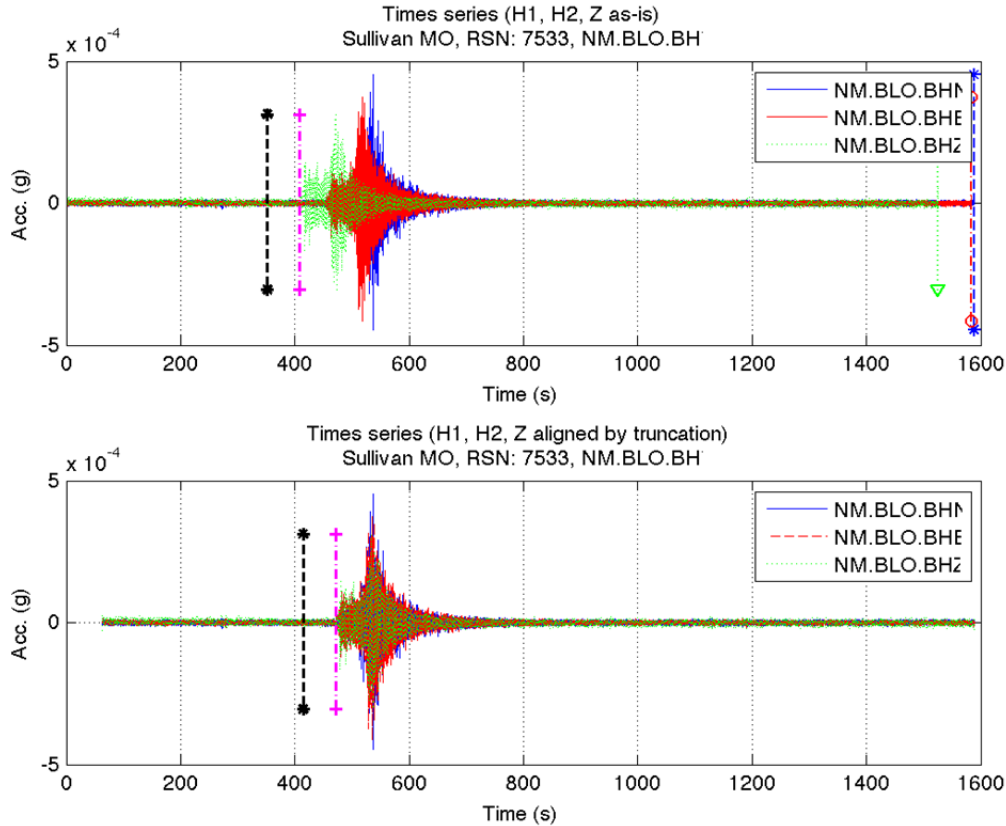 Times series (H1, H2, Z as-is)
Sullivan MO, RSN: 7533, NM.BLO.BH
x 10-4
5
0
-5
Acc. (g)
NM.BLO.BHN
NM.BLO.BHE
NM.BLO.BHZ
0 200 400 600 800 1000 1200 1400 1600
Time (s)
Times series (H1, H2, Z aligned by truncation)
Sullivan MO, RSN: 7533, NM.BLO.BH
x 10-4
5
0
-5
Acc. (g)
NM.BLO.BHN
NM.BLO.BHE
NM.BLO.BHZ
0 200 400 600 800 1000 1200 1400 1600
Time (s)